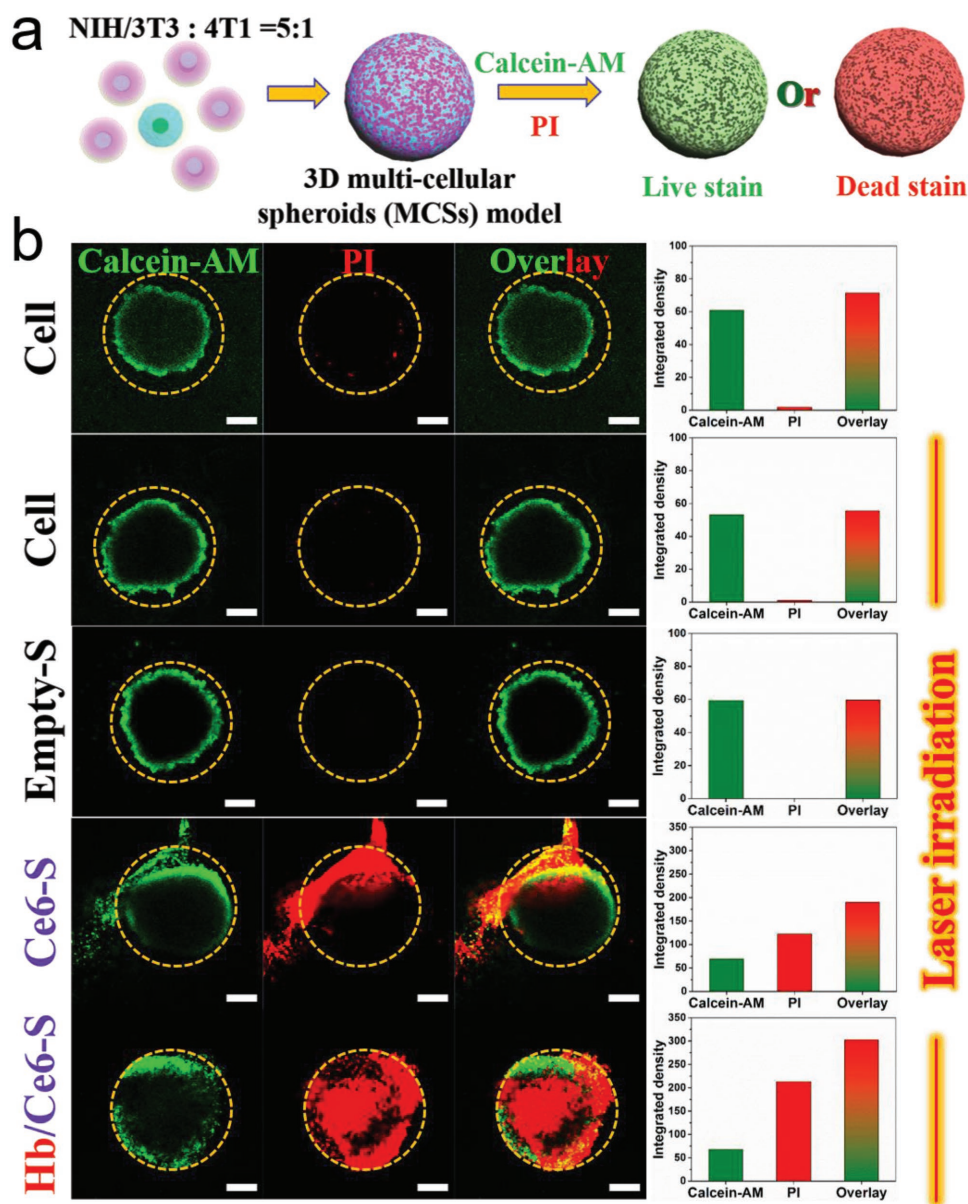 a
NIH/3T3 : 4T1 =5:1
Calcein-AM
PI
Or
3D multi-cellular
spheroids (MCSs) model
Live stain
Dead stain
b
Calcein-AM
PI
Overlay
Cell
Integrated density
100
80
60
40
20
0
Calcein-AM PI Overlay
Cell
Integrated density
100
80
60
40
20
0
Calcein-AM PI Overlay
Empty-S
Integrated density
100
80
60
40
20
0
Calcein-AM PI Overlay
Ce6-S
Integrated density
350
300
250
200
150
100
50
0
Calcein-AM PI Overlay
Hb/Ce6-S
Integrated density
350
300
250
200
150
100
50
0
Calcein-AM PI Overlay
Laser irradiation